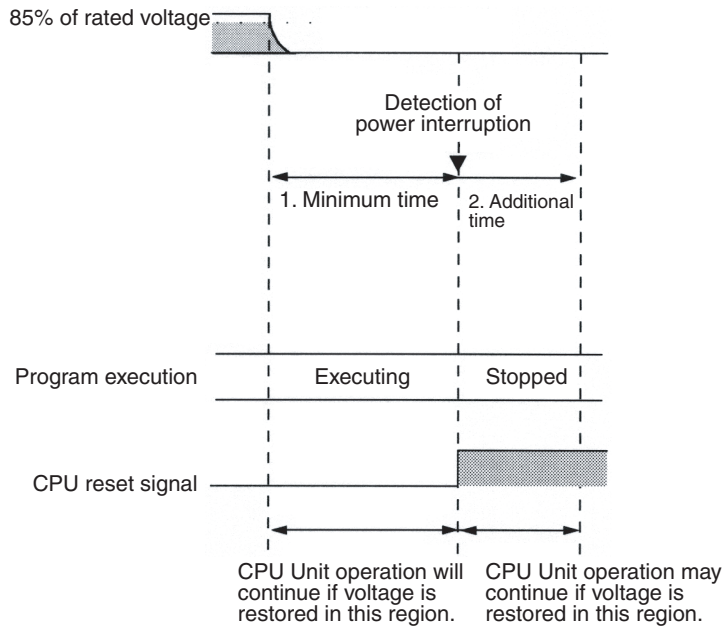 85% of rated voltage
Detection of
power interruption
1. Minimum time
2. Additional
time
Program execution
Executing
Stopped
CPU reset signal
CPU Unit operation will
continue if voltage is
restored in this region.
CPU Unit operation may
continue if voltage is
restored in this region.